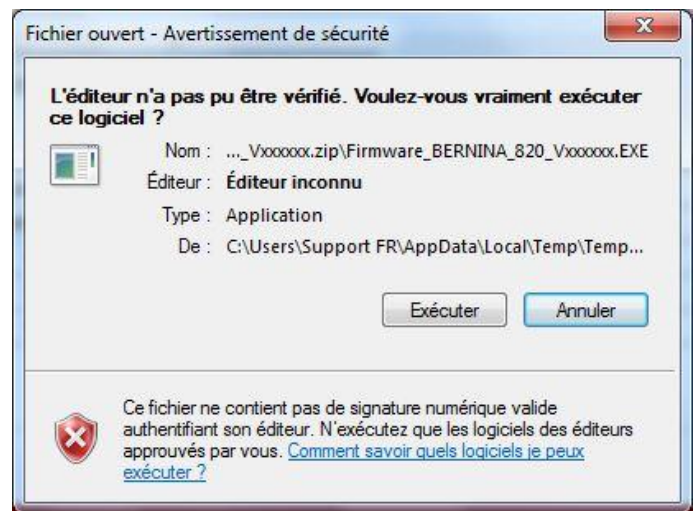 Fichier ouvert - Avertissement de sécurité
L'éditeur n'a pas pu être vérifié. Voulez-vous vraiment exécuter
ce logiciel ?
Nom : ..._Vxxxxxx.zip\Firmware_BERNINA_820_Vxxxxxx.EXE
Éditeur : Éditeur inconnu
Type : Application
De : C:\Users\Support FR\AppData\Local\Temp\Temp...
Exécuter Annuler
Ce fichier ne contient pas de signature numérique valide
authentifiant son éditeur. N'exécutez que les logiciels des éditeurs
approuvés par vous. Comment savoir quels logiciels je peux
exécuter ?